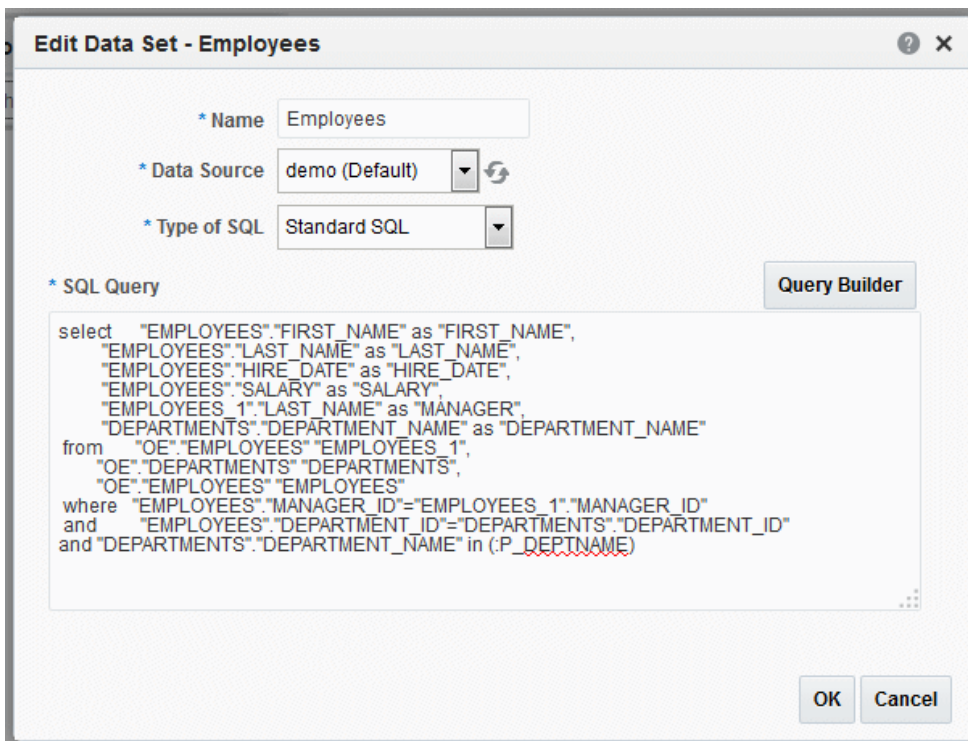 Edit Data Set - Employees
* Name Employees
* Data Source demo (Default)
* Type of SQL Standard SQL
* SQL Query
Query Builder
select "EMPLOYEES"."FIRST_NAME" as "FIRST_NAME",
"EMPLOYEES"."LAST_NAME" as "LAST_NAME",
"EMPLOYEES"."HIRE_DATE" as "HIRE_DATE",
"EMPLOYEES"."SALARY" as "SALARY",
"EMPLOYEES_1"."LAST_NAME" as "MANAGER",
"DEPARTMENTS"."DEPARTMENT_NAME" as "DEPARTMENT_NAME"
from "OE"."EMPLOYEES" "EMPLOYEES_1",
"OE"."DEPARTMENTS" "DEPARTMENTS",
"OE"."EMPLOYEES" "EMPLOYEES"
where "EMPLOYEES"."MANAGER_ID"="EMPLOYEES_1"."MANAGER_ID"
and "EMPLOYEES"."DEPARTMENT_ID"="DEPARTMENTS"."DEPARTMENT_ID"
and "DEPARTMENTS"."DEPARTMENT_NAME" in (:P_DEPTNAME)
OK Cancel